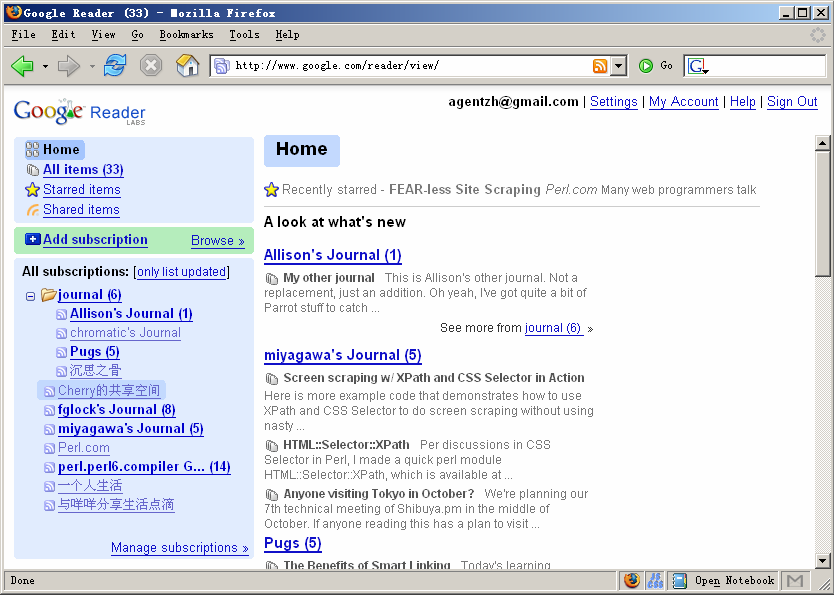 Google Reader (33) - Mozilla Firefox
File Edit View Go Bookmarks Tools Help
http://www.google.com/reader/view/ Go G
Google Reader LABS
agentzh@gmail.com | Settings | My Account | Help | Sign Out
Home
All items (33)
Starred items
Shared items
Add subscription Browse »
All subscriptions: [only list updated]
journal (6)
Allison's Journal (1)
chromatic's Journal
Pugs (5)
沉思之骨
Cherry的共享空间
fglock's Journal (8)
miyagawa's Journal (5)
Perl.com
perl.perl6.compiler G... (14)
一个人生活
与咩咩分享生活点滴
Manage subscriptions »
Home
Recently starred - FEAR-less Site Scraping Perl.com Many web programmers talk
A look at what's new
Allison's Journal (1)
My other journal This is Allison's other journal. Not a
replacement, just an addition. Oh yeah, I've got quite a bit of
Parrot stuff to catch ...
See more from journal (6) »
miyagawa's Journal (5)
Screen scraping w/ XPath and CSS Selector in Action
Here is more example code that demonstrates how to use
XPath and CSS Selector to do screen scraping without using
nasty ...
HTML::Selector::XPath Per discussions in CSS
Selector in Perl, I made a quick perl module
HTML::Selector::XPath, which is available at ...
Anyone visiting Tokyo in October? We're planning our
7th technical meeting of Shibuya.pm in the middle of
October. If anyone reading this has a plan to visit ...
Pugs (5)
The Benefits of Smart Linking Today's learning
Done Open Notebook